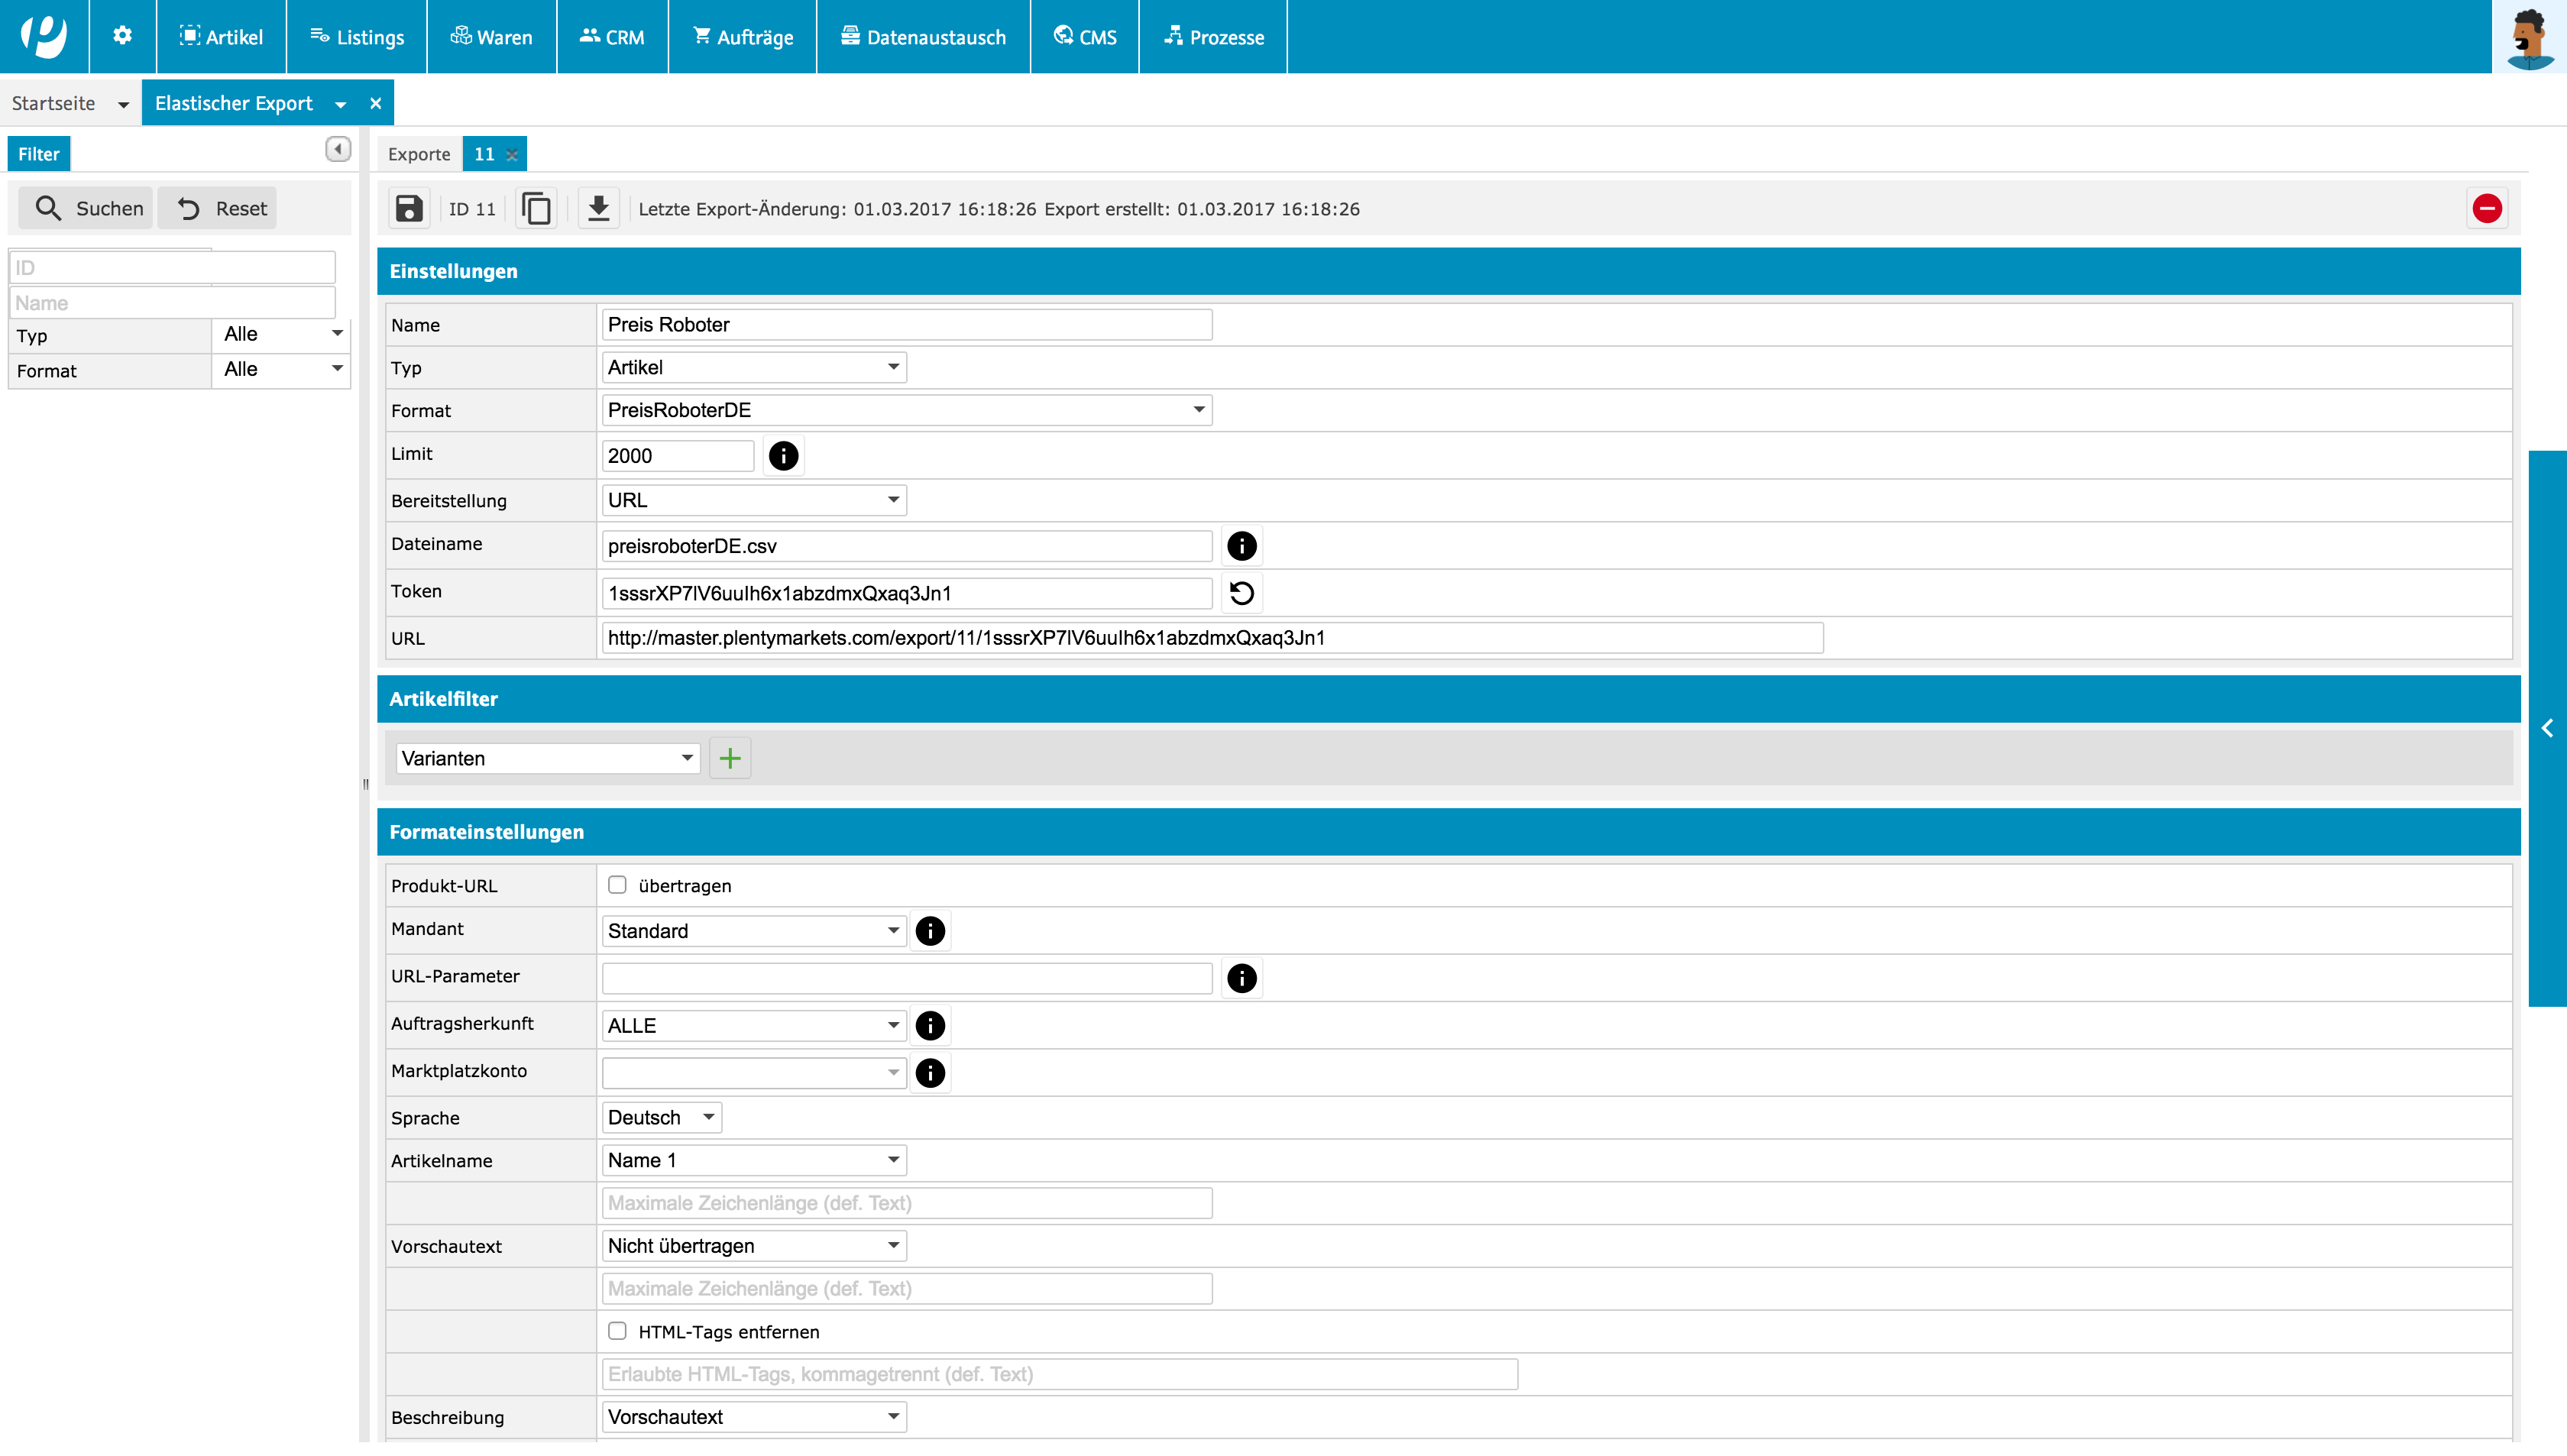 Artikel Listings Waren CRM Aufträge Datenaustausch CMS Prozesse
Startseite Elastischer Export
Filter
Suchen Reset
ID
Name
Typ Alle
Format Alle
Exporte 11
ID 11 Letzte Export-Änderung: 01.03.2017 16:18:26 Export erstellt: 01.03.2017 16:18:26
Einstellungen
Name Preis Roboter
Typ Artikel
Format PreisRoboterDE
Limit 2000
Bereitstellung URL
Dateiname preisroboterDE.csv
Token 1sssrXP7lV6uuIh6x1abzdmxQxaq3Jn1
URL http://master.plentymarkets.com/export/11/1sssrXP7lV6uuIh6x1abzdmxQxaq3Jn1
Artikelfilter
Varianten
Formateinstellungen
Produkt-URL übertragen
Mandant Standard
URL-Parameter
Auftragsherkunft ALLE
Marktplatzkonto
Sprache Deutsch
Artikelname Name 1
Maximale Zeichenlänge (def. Text)
Vorschautext Nicht übertragen
Maximale Zeichenlänge (def. Text)
HTML-Tags entfernen
Erlaubte HTML-Tags, kommagetrennt (def. Text)
Beschreibung Vorschautext